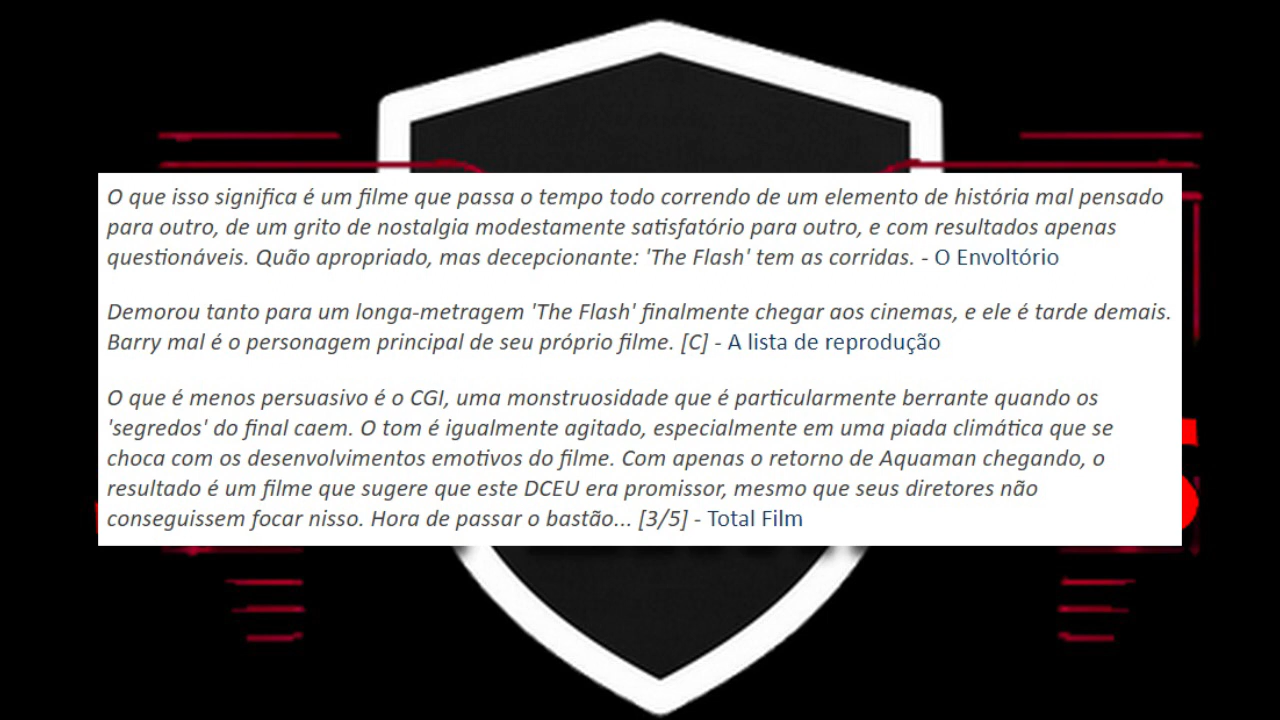 O que isso significa é um filme que passa o tempo todo correndo de um elemento de história mal pensado
para outro, de um grito de nostalgia modestamente satisfatório para outro, e com resultados apenas
questionáveis. Quão apropriado, mas decepcionante: 'The Flash' tem as corridas. - O Envoltório
Demorou tanto para um longa-metragem 'The Flash' finalmente chegar aos cinemas, e ele é tarde demais.
Barry mal é o personagem principal de seu próprio filme. [C] - A lista de reprodução
O que é menos persuasivo é o CGI, uma monstruosidade que é particularmente berrante quando os
'segredos' do final caem. O tom é igualmente agitado, especialmente em uma piada climática que se
choca com os desenvolvimentos emotivos do filme. Com apenas o retorno de Aquaman chegando, o
resultado é um filme que sugere que este DCEU era promissor, mesmo que seus diretores não
conseguissem focar nisso. Hora de passar o bastão... [3/5] - Total Film